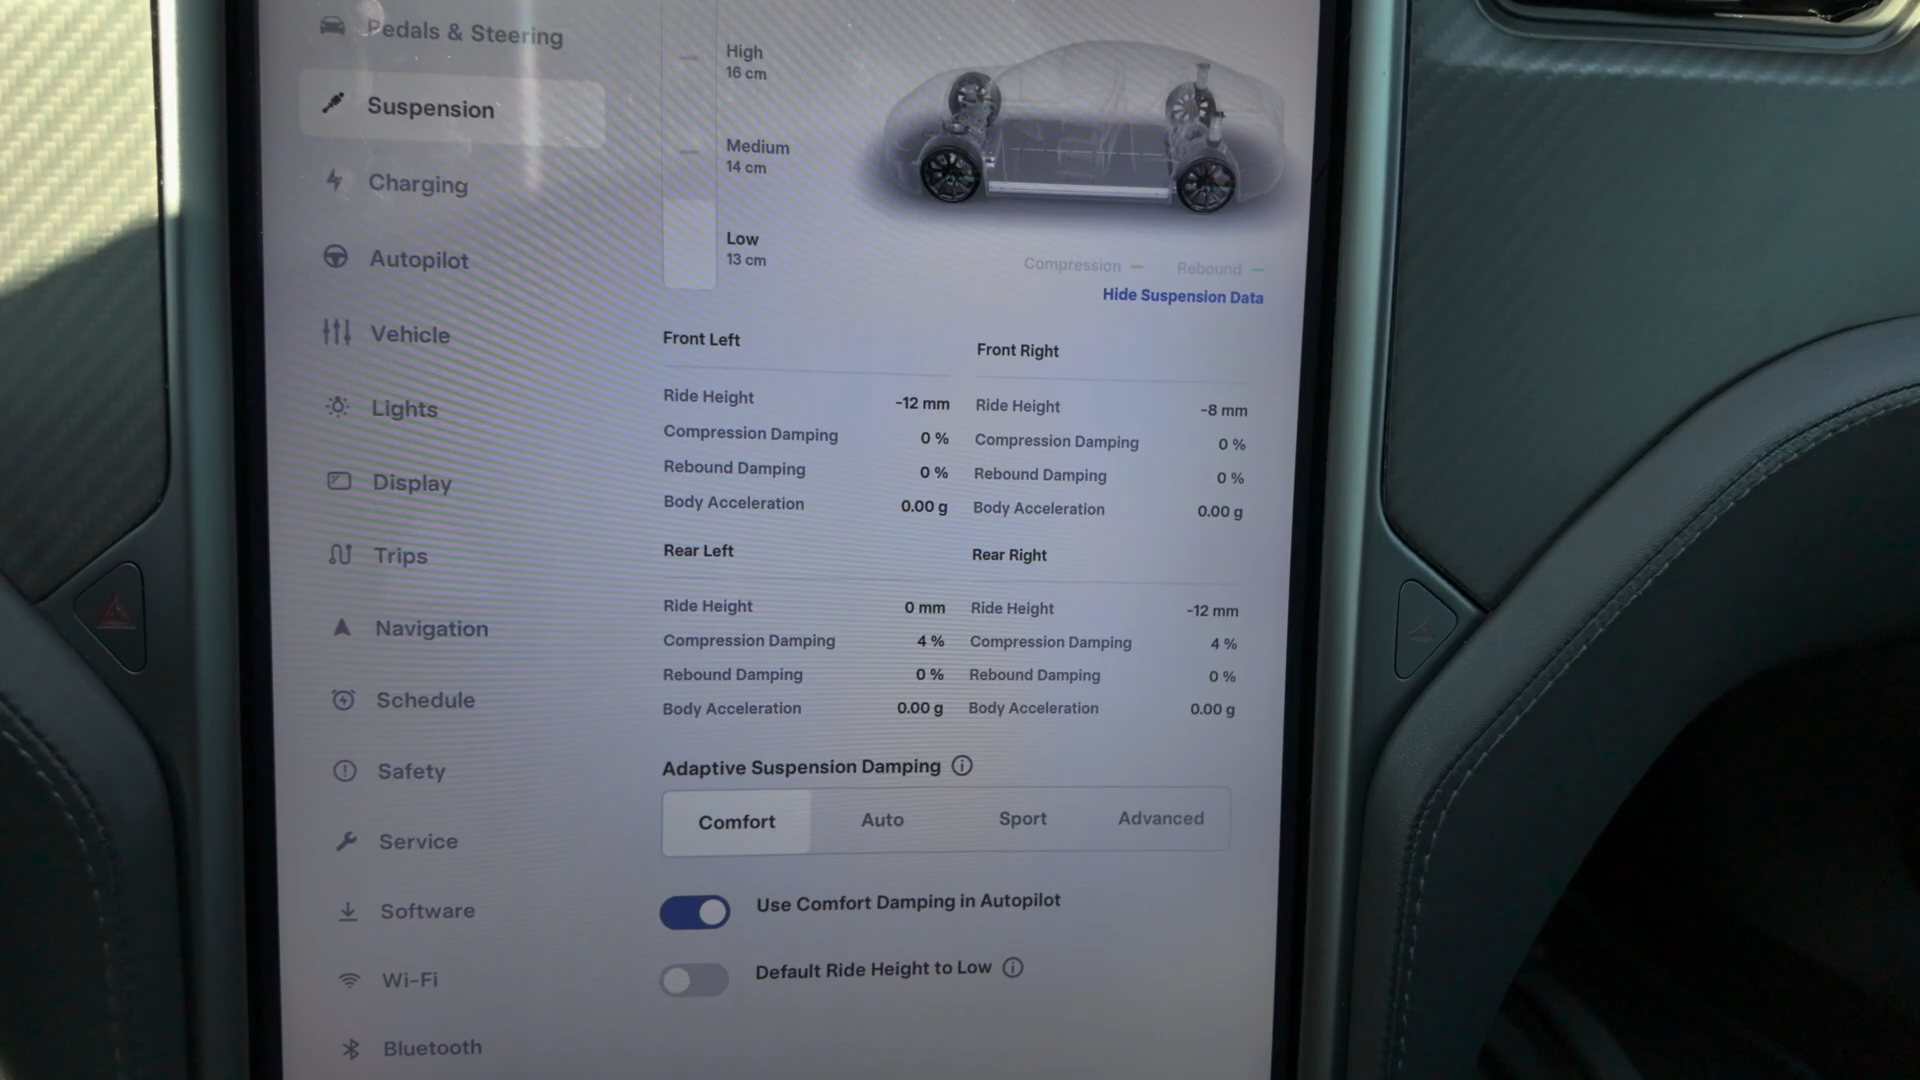 Pedals & Steering
Suspension
Charging
Autopilot
Vehicle
Lights
Display
Trips
Navigation
Schedule
Safety
Service
Software
Wi-Fi
Bluetooth
High
16 cm
Medium
14 cm
Low
13 cm
Compression
Rebound
Hide Suspension Data
Front Left
Ride Height -12 mm
Compression Damping 0 %
Rebound Damping 0 %
Body Acceleration 0.00 g
Front Right
Ride Height -8 mm
Compression Damping 0 %
Rebound Damping 0 %
Body Acceleration 0.00 g
Rear Left
Ride Height 0 mm
Compression Damping 4 %
Rebound Damping 0 %
Body Acceleration 0.00 g
Rear Right
Ride Height -12 mm
Compression Damping 4 %
Rebound Damping 0 %
Body Acceleration 0.00 g
Adaptive Suspension Damping
Comfort Auto Sport Advanced
Use Comfort Damping in Autopilot
Default Ride Height to Low